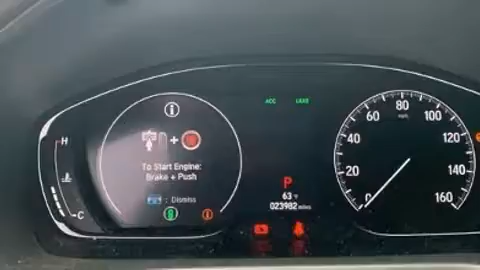 H
C
i
+
To Start Engine:
Brake + Push
: Dismiss
i
ACC
P
63°F
023982 miles
0
20
40
60
80
100
120
140
160
mph